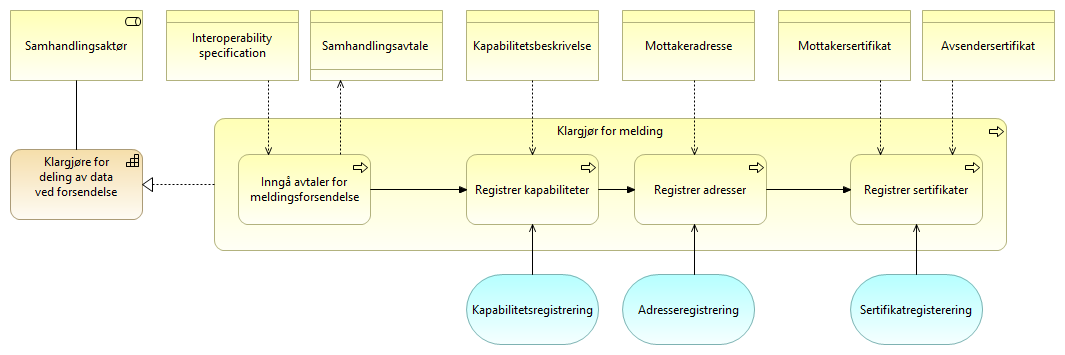 Samhandlingsaktør
Interoperability
specification
Samhandlingsavtale
Kapabilitetsbeskrivelse
Mottakeradresse
Mottakersertifikat
Avsendersertifikat
Klargjør for melding
Klargjøre for
deling av data
ved forsendelse
Inngå avtaler for
meldingsforsendelse
Registrer kapabiliteter
Registrer adresser
Registrer sertifikater
Kapabilitetsregistrering
Adresseregistrering
Sertifikatregisterering